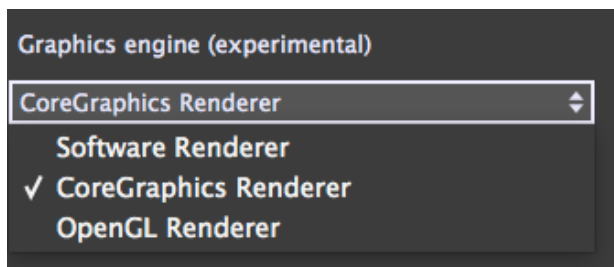 Graphics engine (experimental)
CoreGraphics Renderer
Software Renderer
✓ CoreGraphics Renderer
OpenGL Renderer